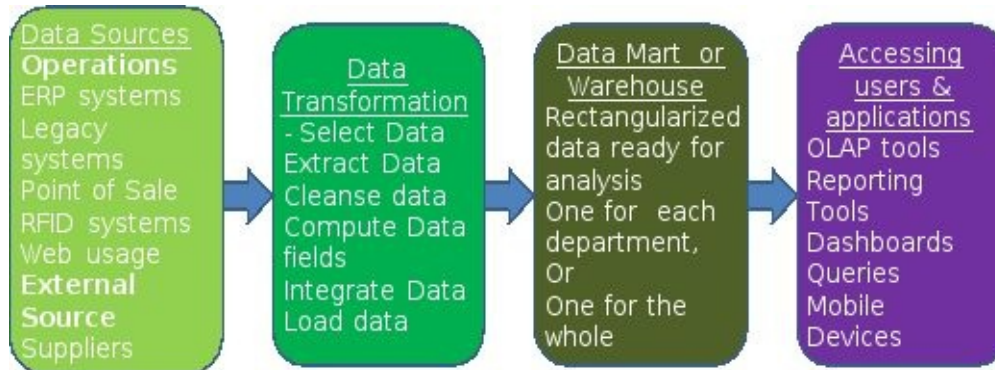 Data Sources
Operations
ERP systems
Legacy
systems
Point of Sale
RFID systems
Web usage
External
Source
Suppliers
Data
Transformation
- Select Data
Extract Data
Cleanse data
Compute Data
fields
Integrate Data
Load data
Data Mart or
Warehouse
Rectangularized
data ready for
analysis
One for each
department,
Or
One for the
whole
Accessing
users &
applications
OLAP tools
Reporting
Tools
Dashboards
Queries
Mobile
Devices